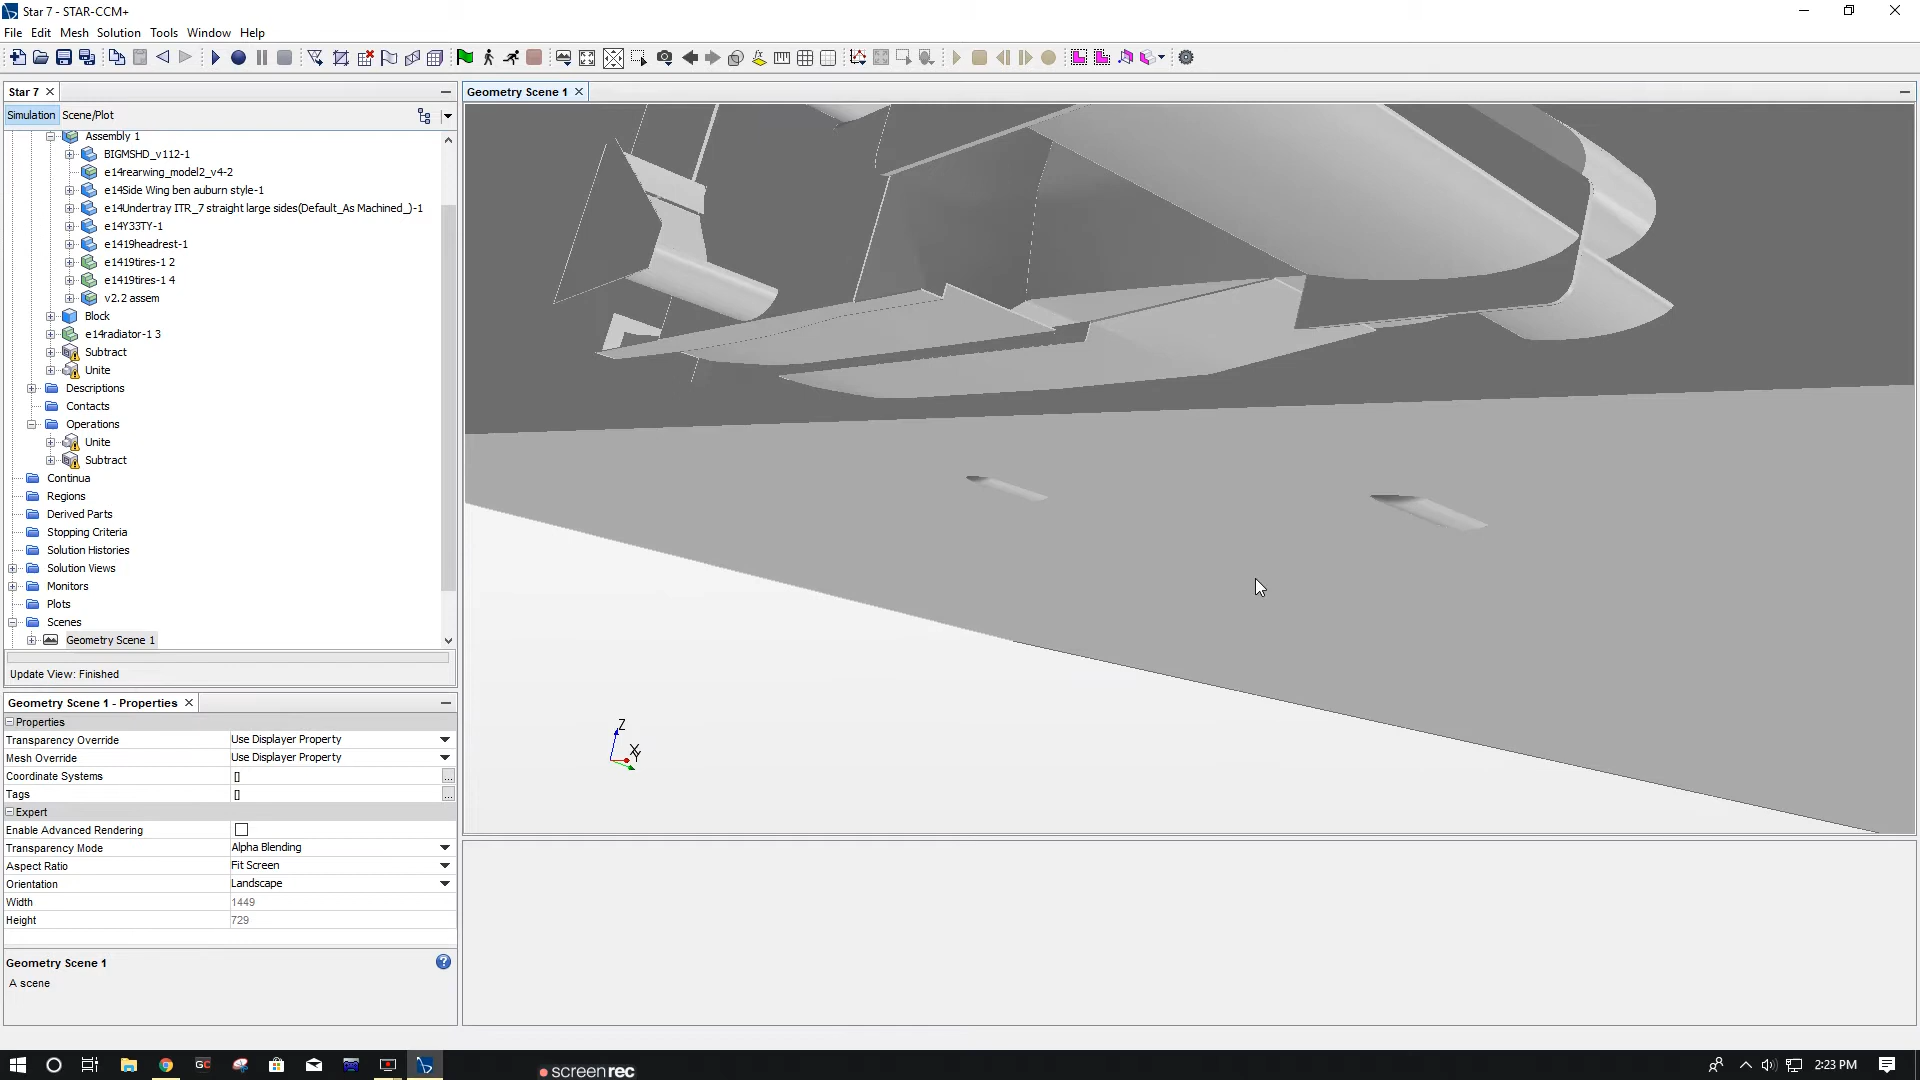 Star 7 - STAR-CCM+
File Edit Mesh Solution Tools Window Help
Star 7
Geometry Scene 1
Simulation Scene/Plot
Assembly 1
BIGMSHD_v112-1
e14rearwing_model2_v4-2
e14Side Wing ben auburn style-1
e14Undertray ITR_7 straight large sides(Default_As Machined_)-1
e14Y33TY-1
e1419headrest-1
e1419tires-1 2
e1419tires-1 4
v2.2 assem
Block
e14radiator-1 3
Subtract
Unite
Descriptions
Contacts
Operations
Unite
Subtract
Continua
Regions
Derived Parts
Stopping Criteria
Solution Histories
Solution Views
Monitors
Plots
Scenes
Geometry Scene 1
Update View: Finished
Geometry Scene 1 - Properties
Properties
Transparency Override Use Displayer Property
Mesh Override Use Displayer Property
Coordinate Systems []
Tags []
Expert
Enable Advanced Rendering
Transparency Mode Alpha Blending
Aspect Ratio Fit Screen
Orientation Landscape
Width 1449
Height 729
Geometry Scene 1
A scene
Z
X
Y
GC
screenrec
2:23 PM